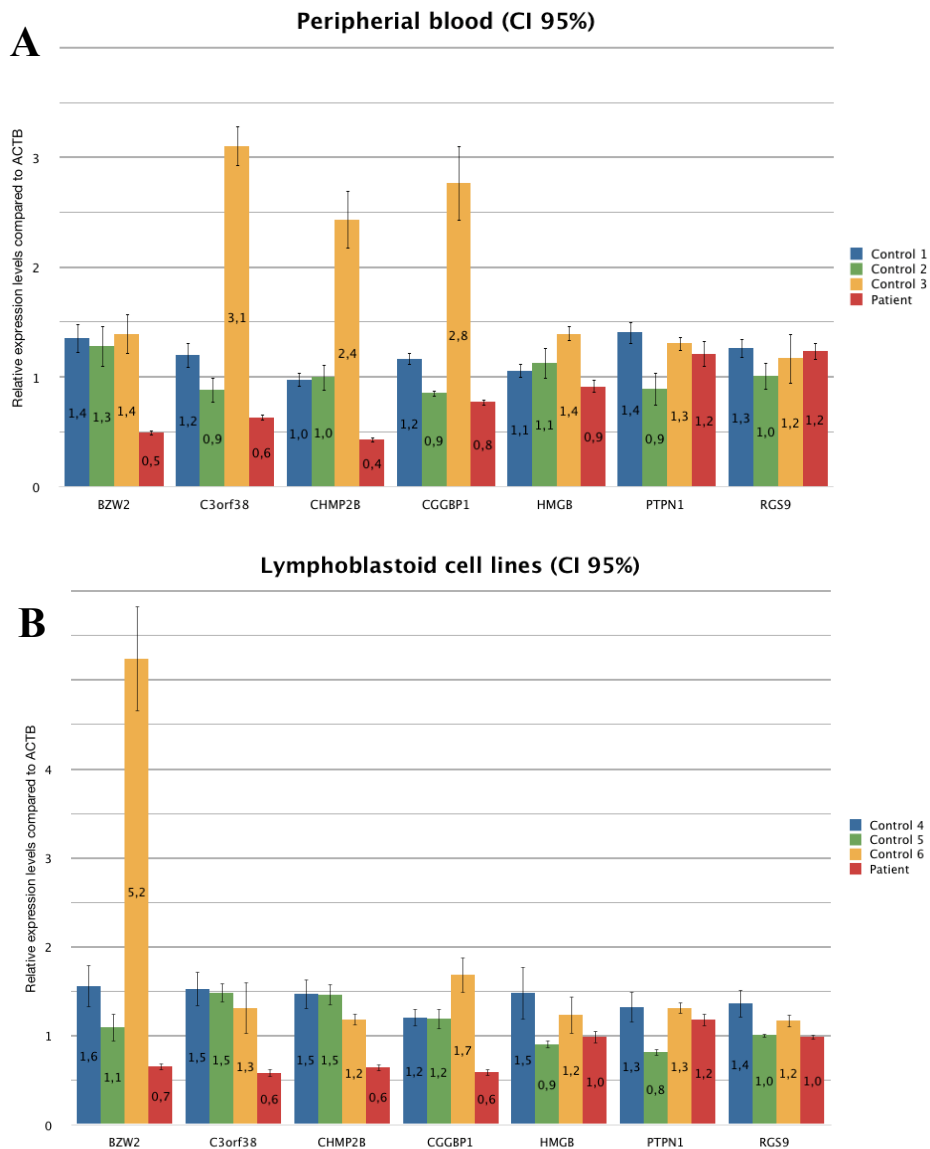 Peripherial blood (CI 95%)
A
Relative expression levels compared to ACTB
3
2
1
0
1,4
1,3
1,4
0,5
1,2
0,9
3,1
0,6
1,0
1,0
2,4
0,4
1,2
0,9
2,8
0,8
1,1
1,1
1,4
0,9
1,4
0,9
1,3
1,2
1,3
1,0
1,2
1,2
BZW2
C3orf38
CHMP2B
CGGBP1
HMGB
PTPN1
RGS9
Control 1
Control 2
Control 3
Patient
Lymphoblastoid cell lines (CI 95%)
B
Relative expression levels compared to ACTB
4
3
2
1
0
1,6
1,1
5,2
0,7
1,5
1,5
1,3
0,6
1,5
1,5
1,2
0,6
1,2
1,2
1,7
0,6
1,5
0,9
1,2
1,0
1,3
0,8
1,3
1,2
1,4
1,0
1,2
1,0
BZW2
C3orf38
CHMP2B
CGGBP1
HMGB
PTPN1
RGS9
Control 4
Control 5
Control 6
Patient